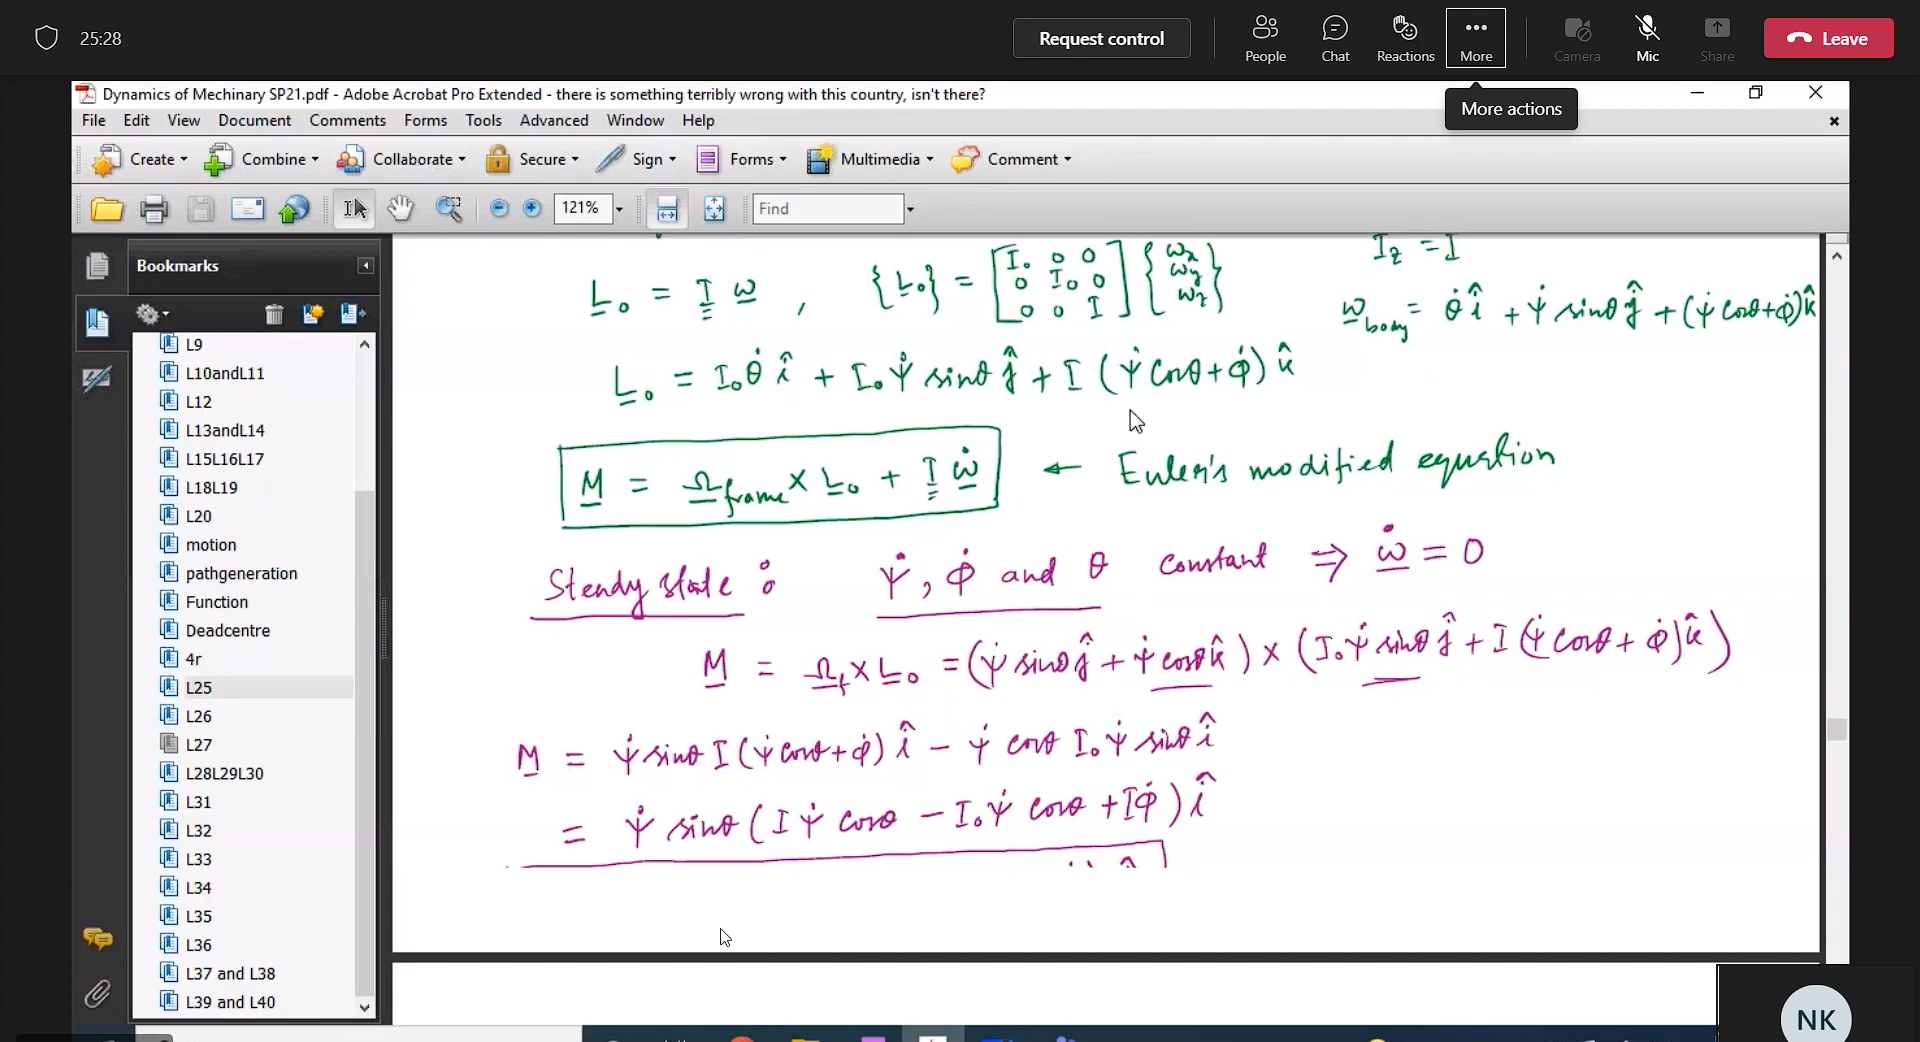 25:28
Request control
People
Chat
Reactions
More
Camera
Mic
Share
Leave
More actions
Dynamics of Mechinary SP21.pdf - Adobe Acrobat Pro Extended - there is something terribly wrong with this country, isn't there?
File Edit View Document Comments Forms Tools Advanced Window Help
Create Combine Collaborate Secure Sign Forms Multimedia Comment
121% Find
Bookmarks
L9
L10andL11
L12
L13andL14
L15L16L17
L18L19
L20
motion
pathgeneration
Function
Deadcentre
4r
L25
L26
L27
L28L29L30
L31
L32
L33
L34
L35
L36
L37 and L38
L39 and L40
I_z = I
L₀ = I ω , {L₀} = [I₀ 0 0; 0 I₀ 0; 0 0 I] {ωx ωy ωz}
ω_body = θ̇ î + ψ̇ sinθ ĵ + (ψ̇ cosθ + φ̇) k̂
L₀ = I₀ θ̇ î + I₀ ψ̇ sinθ ĵ + I (ψ̇ cosθ + φ̇) k̂
M = Ω_frame × L₀ + I ω̇ ← Euler's modified equation
Steady state : ψ̇, φ̇ and θ constant ⇒ ω̇ = 0
M = Ω_f × L₀ = (ψ̇ sinθ ĵ + ψ̇ cosθ k̂) × (I₀ ψ̇ sinθ ĵ + I (ψ̇ cosθ + φ̇) k̂)
M = ψ̇ sinθ I (ψ̇ cosθ + φ̇) î − ψ̇ cosθ I₀ ψ̇ sinθ î
= ψ̇ sinθ (I ψ̇ cosθ − I₀ ψ̇ cosθ + I φ̇) î
NK